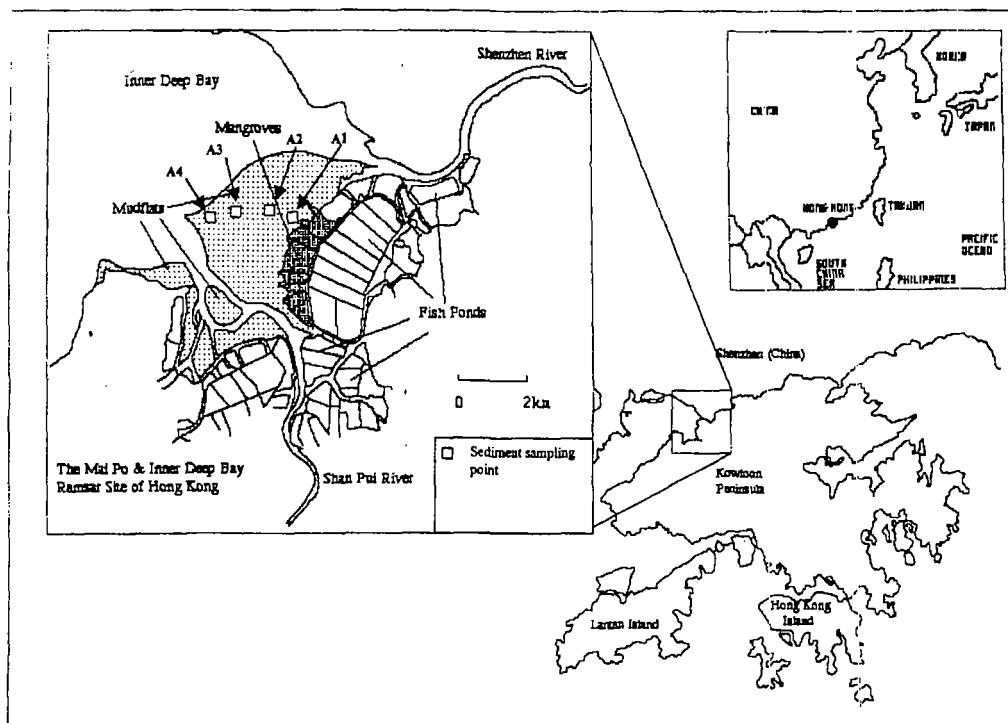 Shenzhen River
Inner Deep Bay
Mangroves
A1
A2
A3
A4
Mudflats
Fish Ponds
0 2km
The Mai Po & Inner Deep Bay
Ramsar Site of Hong Kong
Shan Pui River
Sediment sampling
point
KOREA
CHINA
JAPAN
HONG KONG
TAIWAN
PACIFIC
OCEAN
SOUTH
CHINA
SEA
PHILIPPINES
Shenzhen (China)
Kowloon
Peninsula
Lantau Island
Hong Kong
Island